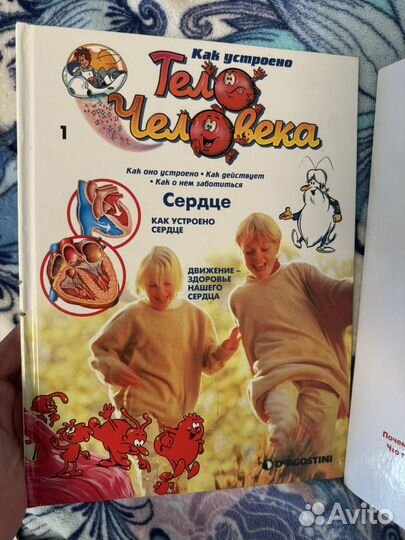 Как устроено
Тело
Человека
1
Как оно устроено • Как действует
• Как о нем заботиться
Сердце
КАК УСТРОЕНО
СЕРДЦЕ
ДВИЖЕНИЕ –
ЗДОРОВЬЕ
НАШЕГО
СЕРДЦА
DeAGOSTINI
Что
Avito